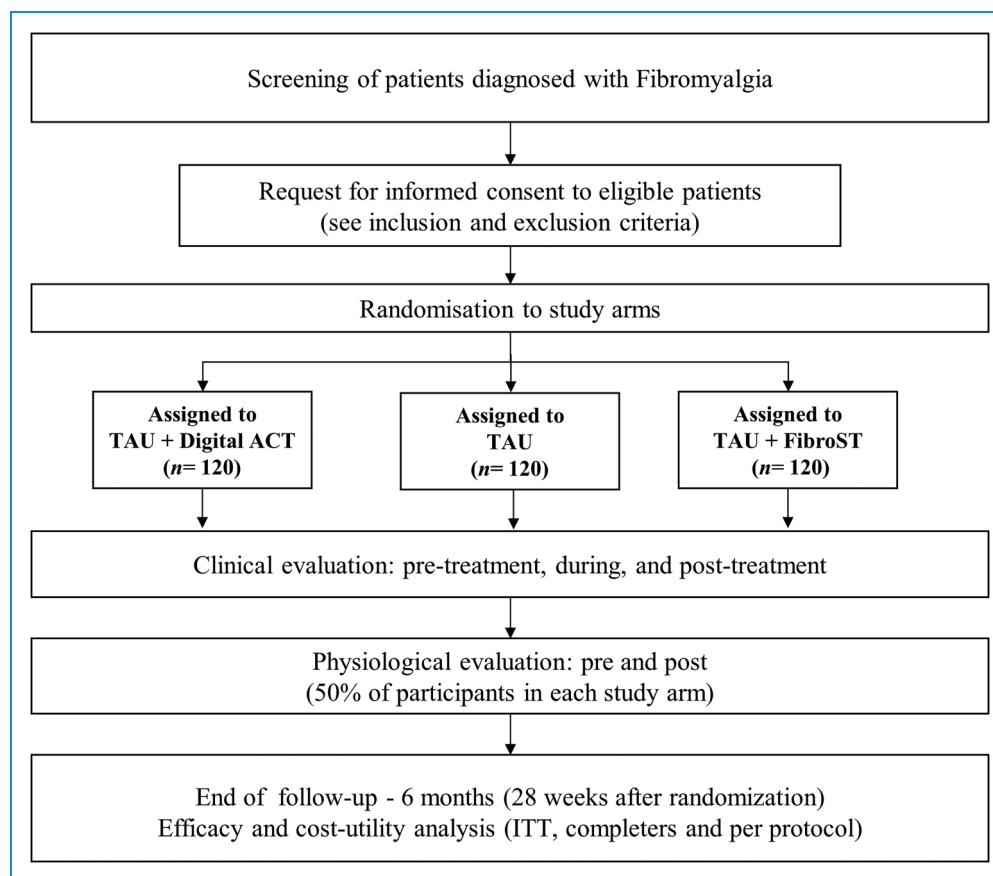 Screening of patients diagnosed with Fibromyalgia
Request for informed consent to eligible patients
(see inclusion and exclusion criteria)
Randomisation to study arms
Assigned to
TAU + Digital ACT
(n= 120)
Assigned to
TAU
(n= 120)
Assigned to
TAU + FibroST
(n= 120)
Clinical evaluation: pre-treatment, during, and post-treatment
Physiological evaluation: pre and post
(50% of participants in each study arm)
End of follow-up - 6 months (28 weeks after randomization)
Efficacy and cost-utility analysis (ITT, completers and per protocol)